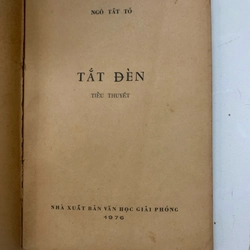 NGÔ TẤT TỐ
TẮT ĐÈN
TIỂU THUYẾT
NHÀ XUẤT BẢN VĂN HỌC GIẢI PHÓNG
1976